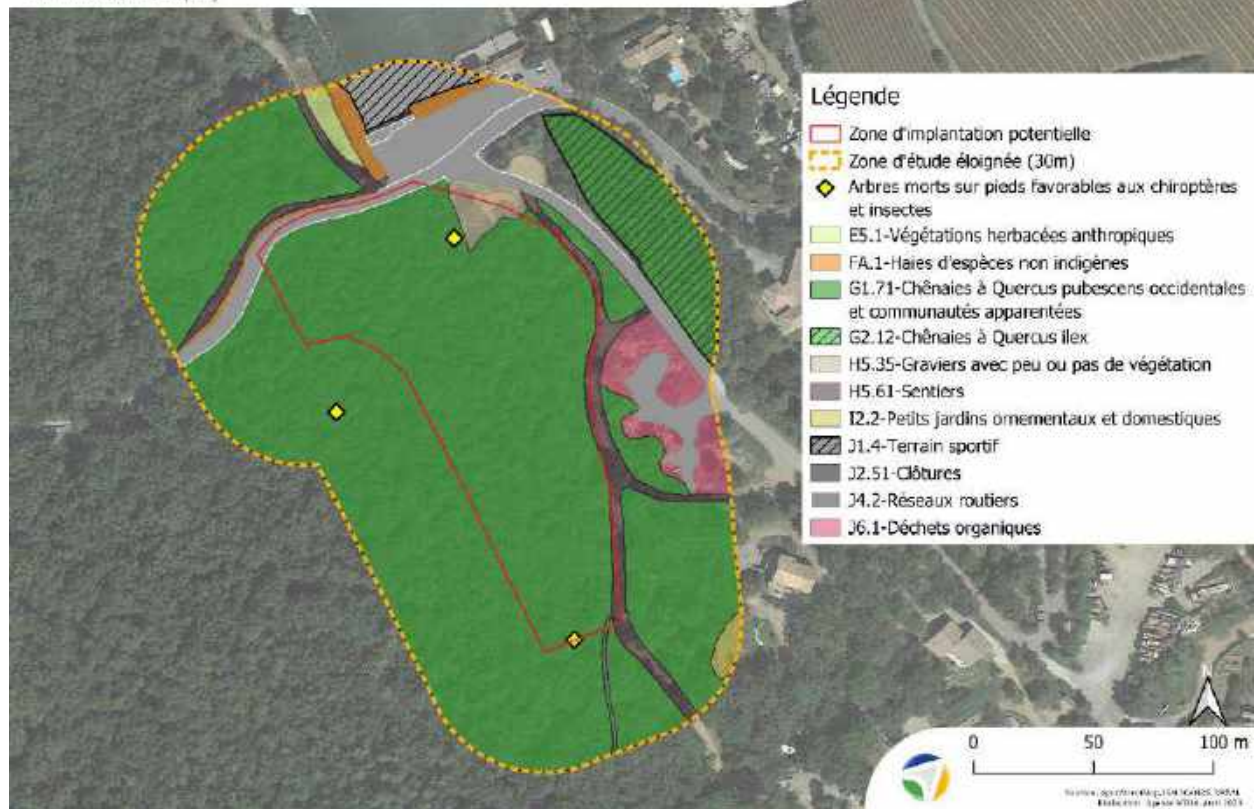 Légende
Zone d'implantation potentielle
Zone d'étude éloignée (30m)
Arbres morts sur pieds favorables aux chiroptères
et insectes
E5.1-Végétations herbacées anthropiques
FA.1-Haies d'espèces non indigènes
G1.71-Chênaies à Quercus pubescens occidentales
et communautés apparentées
G2.12-Chênaies à Quercus ilex
H5.35-Graviers avec peu ou pas de végétation
H5.61-Sentiers
I2.2-Petits jardins ornementaux et domestiques
J1.4-Terrain sportif
J2.51-Clôtures
J4.2-Réseaux routiers
J6.1-Déchets organiques
0 50 100 m